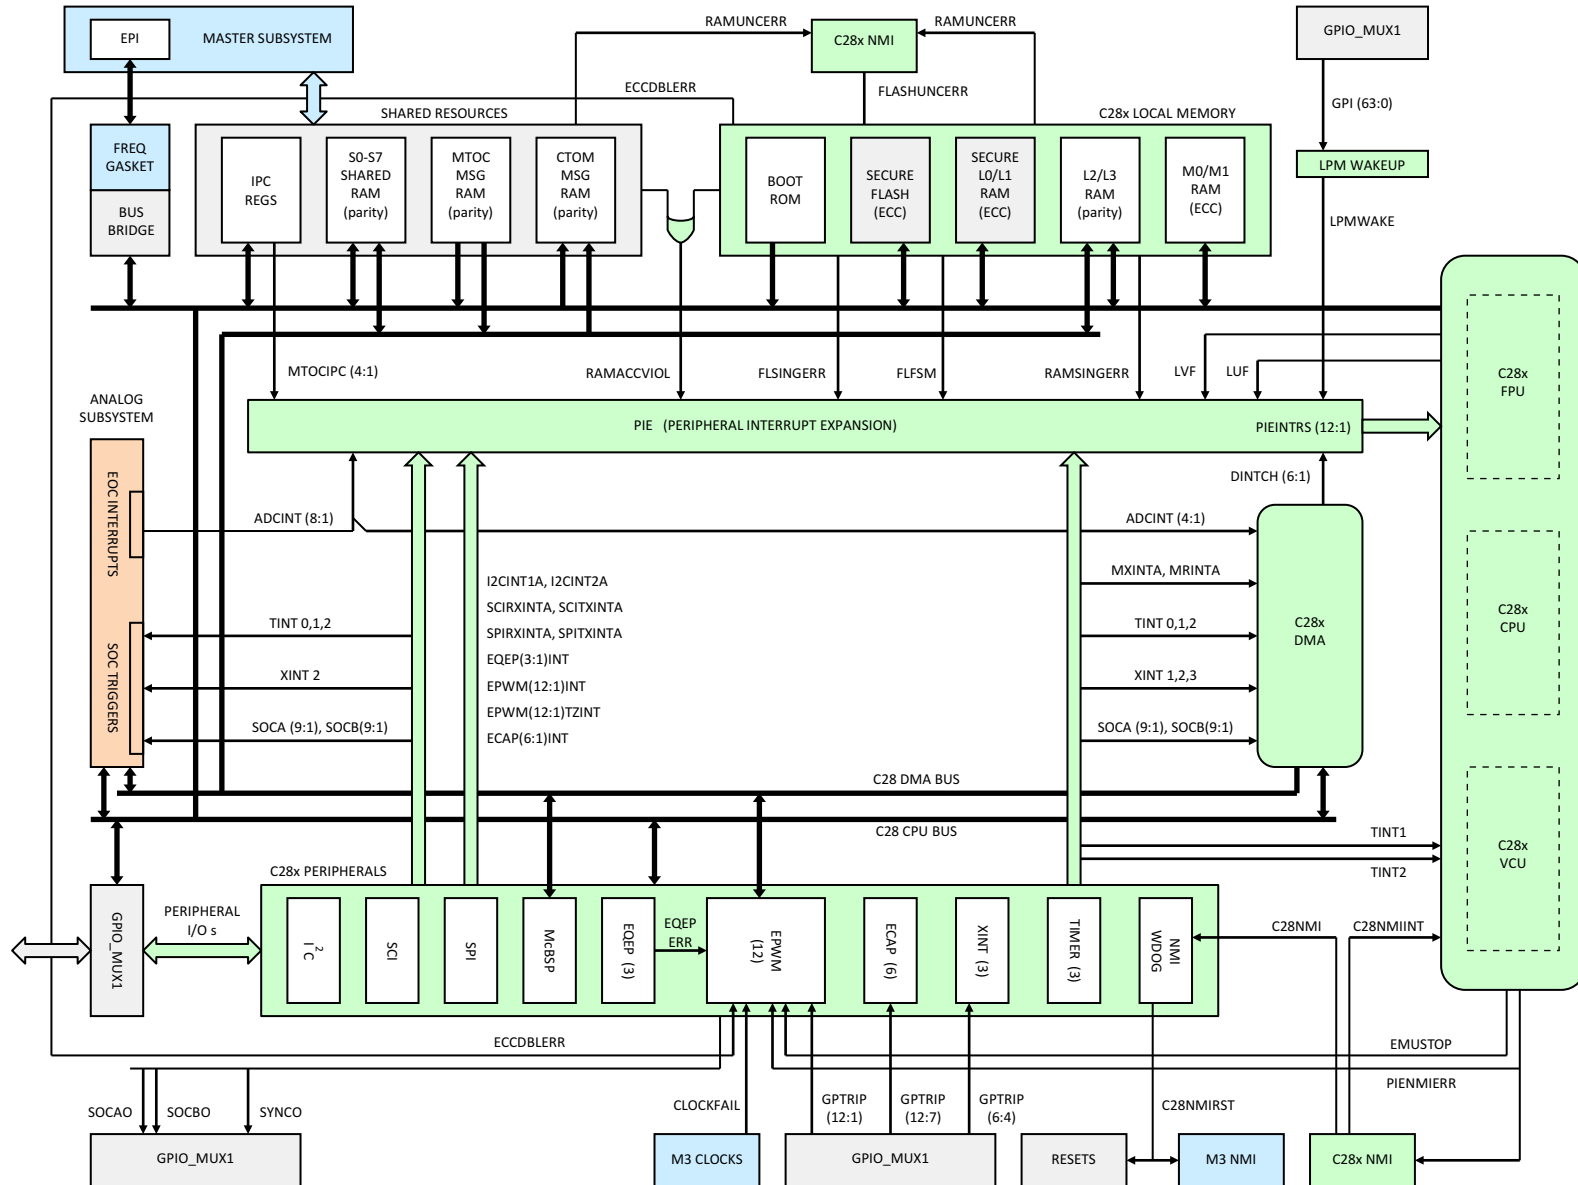 EPI
MASTER SUBSYSTEM
RAMUNCERR
C28x NMI
RAMUNCERR
GPIO_MUX1
ECCDBLERR
FLASHUNCERR
GPI (63:0)
SHARED RESOURCES
C28x LOCAL MEMORY
FREQ
GASKET
BUS
BRIDGE
IPC
REGS
S0-S7
SHARED
RAM
(parity)
MTOC
MSG
RAM
(parity)
CTOM
MSG
RAM
(parity)
BOOT
ROM
SECURE
FLASH
(ECC)
SECURE
L0/L1
RAM
(ECC)
L2/L3
RAM
(parity)
M0/M1
RAM
(ECC)
LPM WAKEUP
LPMWAKE
MTOCIPC (4:1)
RAMACCVIOL
FLSINGERR
FLFSM
RAMSINGERR
LVF
LUF
C28x
FPU
ANALOG
SUBSYSTEM
PIE (PERIPHERAL INTERRUPT EXPANSION)
PIEINTRS (12:1)
DINTCH (6:1)
EOC INTERRUPTS
ADCINT (8:1)
ADCINT (4:1)
I2CINT1A, I2CINT2A
SCIRXINTA, SCITXINTA
SPIRXINTA, SPITXINTA
EQEP(3:1)INT
EPWM(12:1)INT
EPWM(12:1)TZINT
ECAP(6:1)INT
MXINTA, MRINTA
SOC TRIGGERS
TINT 0,1,2
XINT 2
SOCA (9:1), SOCB(9:1)
TINT 0,1,2
XINT 1,2,3
SOCA (9:1), SOCB(9:1)
C28x
DMA
C28x
CPU
C28 DMA BUS
C28 CPU BUS
TINT1
TINT2
C28x
VCU
C28x PERIPHERALS
GPIO_MUX1
PERIPHERAL
I/O s
I2C
SCI
SPI
McBSP
EQEP (3)
EQEP
ERR
EPWM
(12)
ECAP (6)
XINT (3)
TIMER (3)
NMI
WDOG
C28NMI
C28NMIINT
ECCDBLERR
EMUSTOP
PIENMIERR
SOCAO
SOCBO
SYNCO
CLOCKFAIL
GPTRIP
(12:1)
GPTRIP
(12:7)
GPTRIP
(6:4)
C28NMIRST
GPIO_MUX1
M3 CLOCKS
GPIO_MUX1
RESETS
M3 NMI
C28x NMI